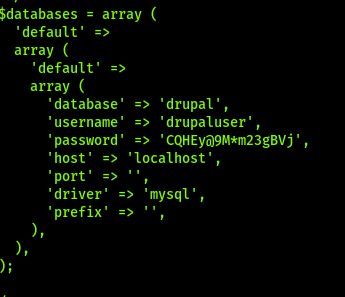 $databases = array (
  'default' =>
  array (
    'default' =>
    array (
      'database' => 'drupal',
      'username' => 'drupaluser',
      'password' => 'CQHEy@9M*m23gBVj',
      'host' => 'localhost',
      'port' => '',
      'driver' => 'mysql',
      'prefix' => '',
    ),
  ),
);